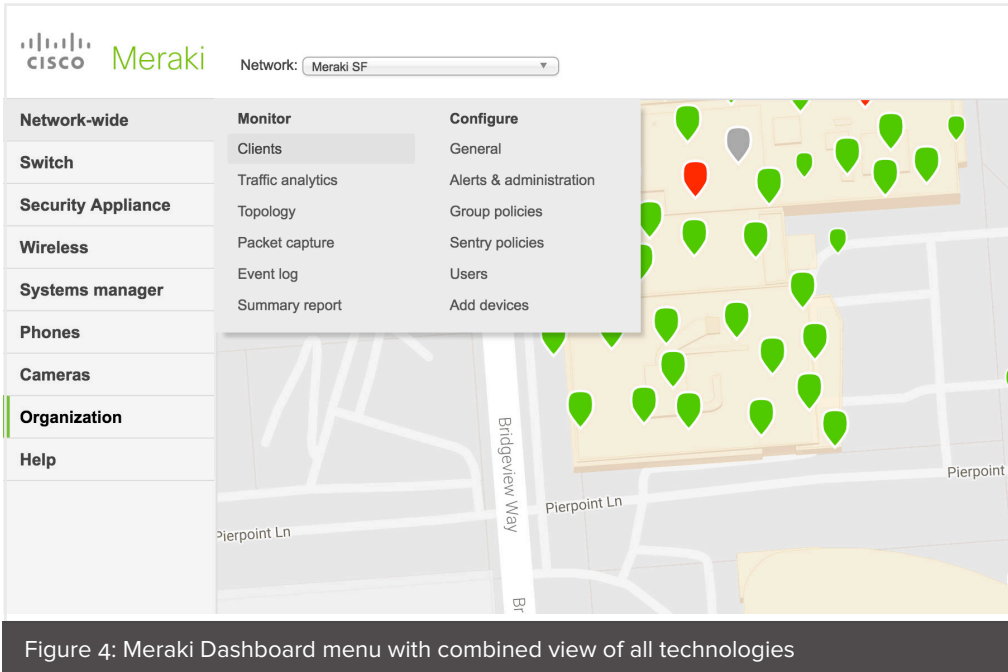 cisco Meraki Network: Meraki SF
Network-wide
Switch
Security Appliance
Wireless
Systems manager
Phones
Cameras
Organization
Help
Monitor
Clients
Traffic analytics
Topology
Packet capture
Event log
Summary report
Configure
General
Alerts & administration
Group policies
Sentry policies
Users
Add devices
Bridgeview Way
Pierpoint Ln
Pierpoint Ln
Pierpoint
Br
Figure 4: Meraki Dashboard menu with combined view of all technologies